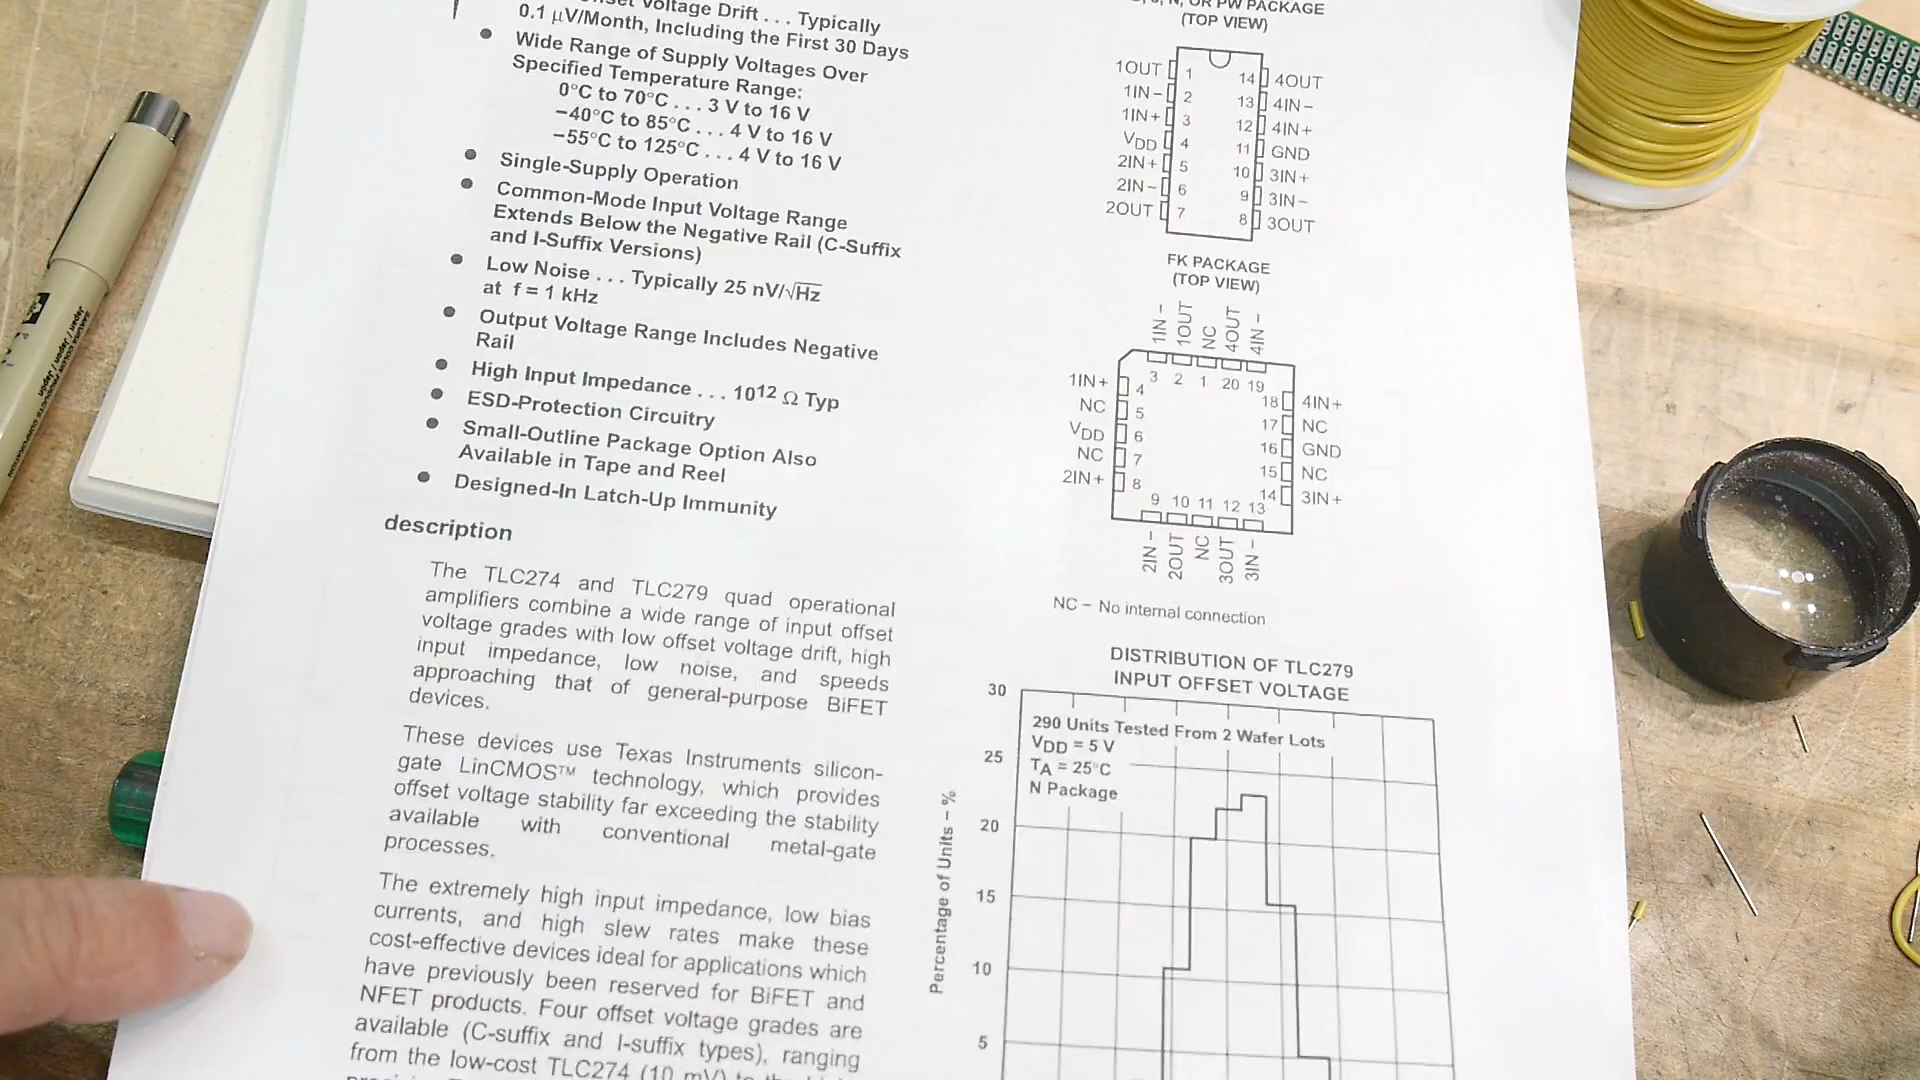 Voltage Drift . . . Typically
0.1 μV/Month, Including the First 30 Days
● Wide Range of Supply Voltages Over
Specified Temperature Range:
0°C to 70°C . . . 3 V to 16 V
−40°C to 85°C . . . 4 V to 16 V
−55°C to 125°C . . . 4 V to 16 V
● Single-Supply Operation
● Common-Mode Input Voltage Range
Extends Below the Negative Rail (C-Suffix
and I-Suffix Versions)
● Low Noise . . . Typically 25 nV/√Hz
at f = 1 kHz
● Output Voltage Range Includes Negative
Rail
● High Input Impedance . . . 10¹² Ω Typ
● ESD-Protection Circuitry
● Small-Outline Package Option Also
Available in Tape and Reel
● Designed-In Latch-Up Immunity
description
The TLC274 and TLC279 quad operational
amplifiers combine a wide range of input offset
voltage grades with low offset voltage drift, high
input impedance, low noise, and speeds
approaching that of general-purpose BiFET
devices.
These devices use Texas Instruments silicon-
gate LinCMOS™ technology, which provides
offset voltage stability far exceeding the stability
available with conventional metal-gate
processes.
The extremely high input impedance, low bias
currents, and high slew rates make these
cost-effective devices ideal for applications which
have previously been reserved for BiFET and
NFET products. Four offset voltage grades are
available (C-suffix and I-suffix types), ranging
from the low-cost TLC274 (10 mV) to the
N, OR PW PACKAGE
(TOP VIEW)
1OUT 1 14 4OUT
1IN− 2 13 4IN−
1IN+ 3 12 4IN+
VDD 4 11 GND
2IN+ 5 10 3IN+
2IN− 6 9 3IN−
2OUT 7 8 3OUT
FK PACKAGE
(TOP VIEW)
1IN− 1OUT NC 4OUT 4IN−
3 2 1 20 19
1IN+ 4 18 4IN+
NC 5 17 NC
VDD 6 16 GND
NC 7 15 NC
2IN+ 8 14 3IN+
9 10 11 12 13
2IN− 2OUT NC 3OUT 3IN−
NC − No internal connection
DISTRIBUTION OF TLC279
INPUT OFFSET VOLTAGE
30
290 Units Tested From 2 Wafer Lots
VDD = 5 V
TA = 25°C
N Package
25
20
15
10
5
Percentage of Units − %